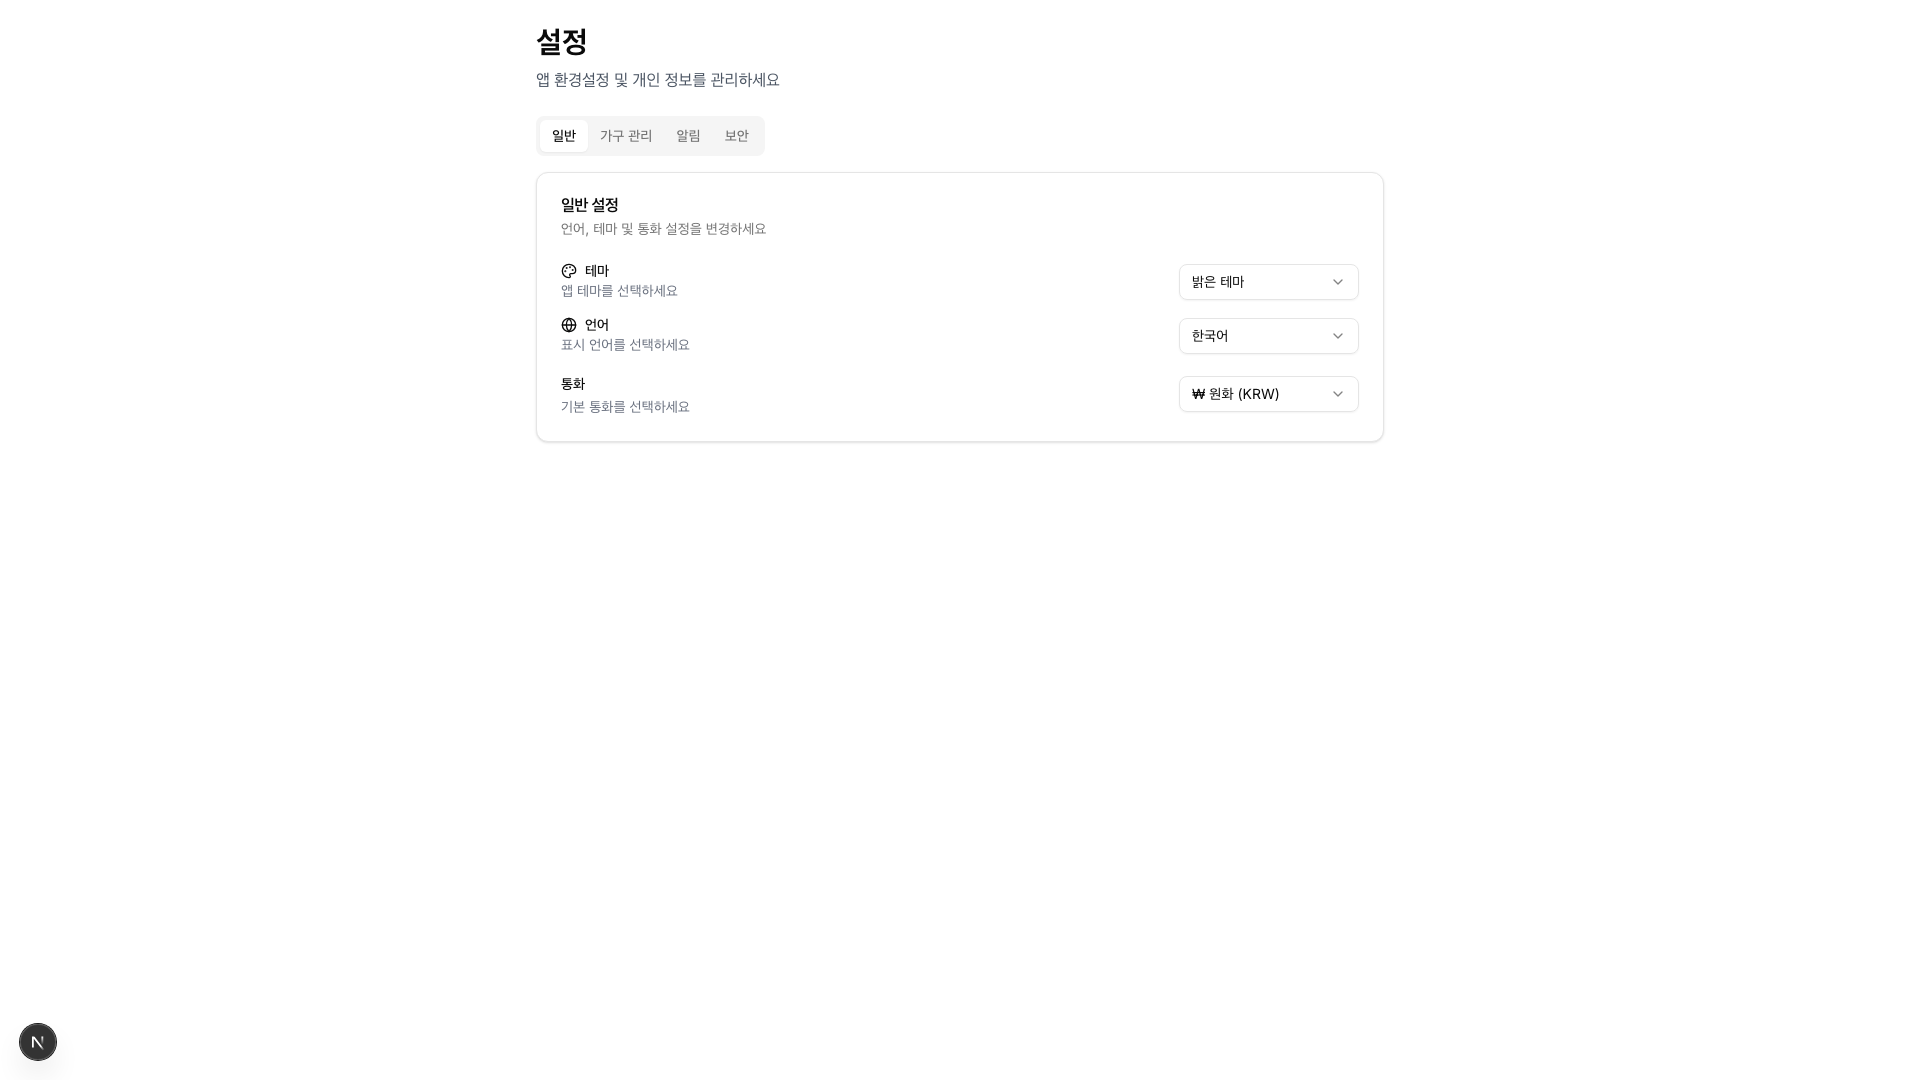 설정
앱 환경설정 및 개인 정보를 관리하세요
일반 가구 관리 알림 보안
일반 설정
언어, 테마 및 통화 설정을 변경하세요
테마
앱 테마를 선택하세요
밝은 테마
언어
표시 언어를 선택하세요
한국어
통화
기본 통화를 선택하세요
₩ 원화 (KRW)
N